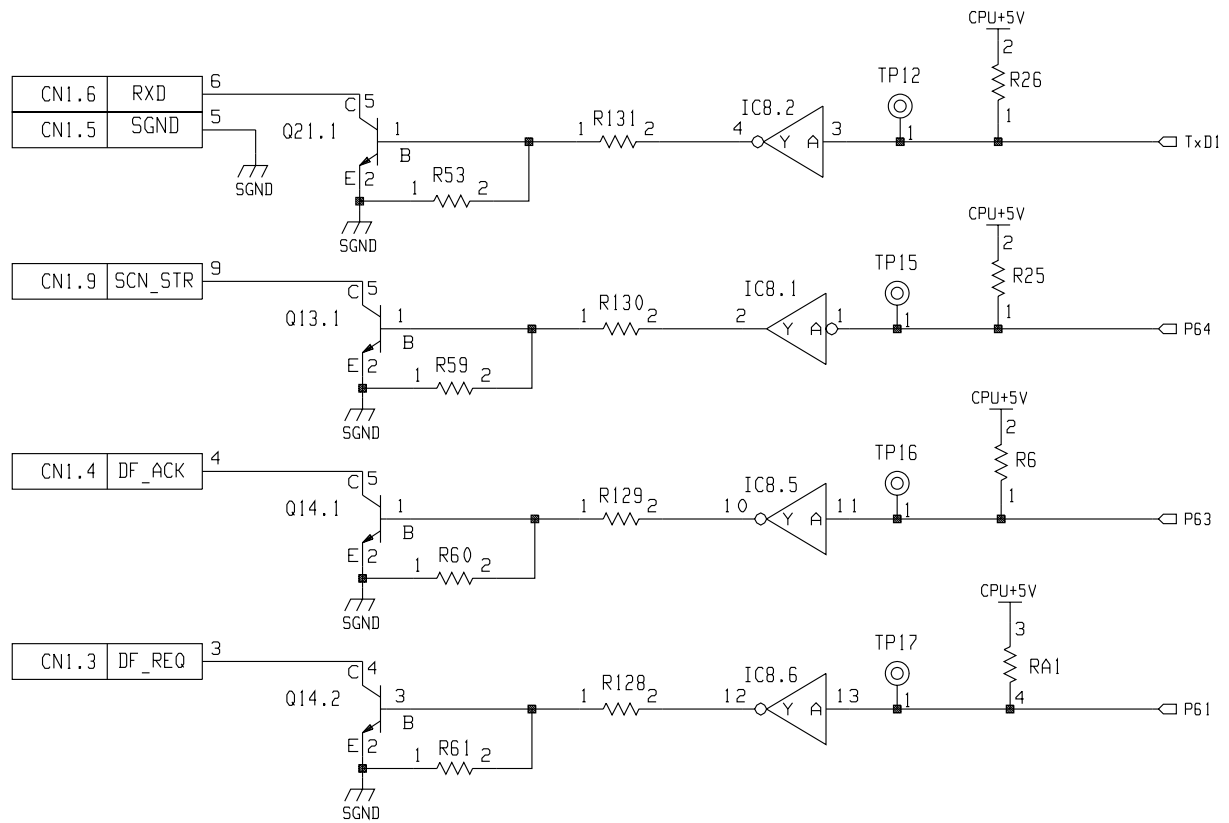 CPU+5V
2
R26
1
TP12
1
CN1.6 RXD 6
CN1.5 SGND 5
SGND
C 5
Q21.1
1
B
E 2
SGND
1 R53 2
1 R131 2
4 IC8.2 3
Y A
TxD1
CPU+5V
2
R25
1
TP15
1
CN1.9 SCN_STR 9
C 5
Q13.1
1
B
E 2
SGND
1 R59 2
1 R130 2
2 IC8.1 1
Y A
P64
CPU+5V
2
R6
1
TP16
1
CN1.4 DF_ACK 4
C 5
Q14.1
1
B
E 2
SGND
1 R60 2
1 R129 2
10 IC8.5 11
Y A
P63
CPU+5V
3
RA1
4
TP17
1
CN1.3 DF_REQ 3
C 4
Q14.2
3
B
E 2
SGND
1 R61 2
1 R128 2
12 IC8.6 13
Y A
P61